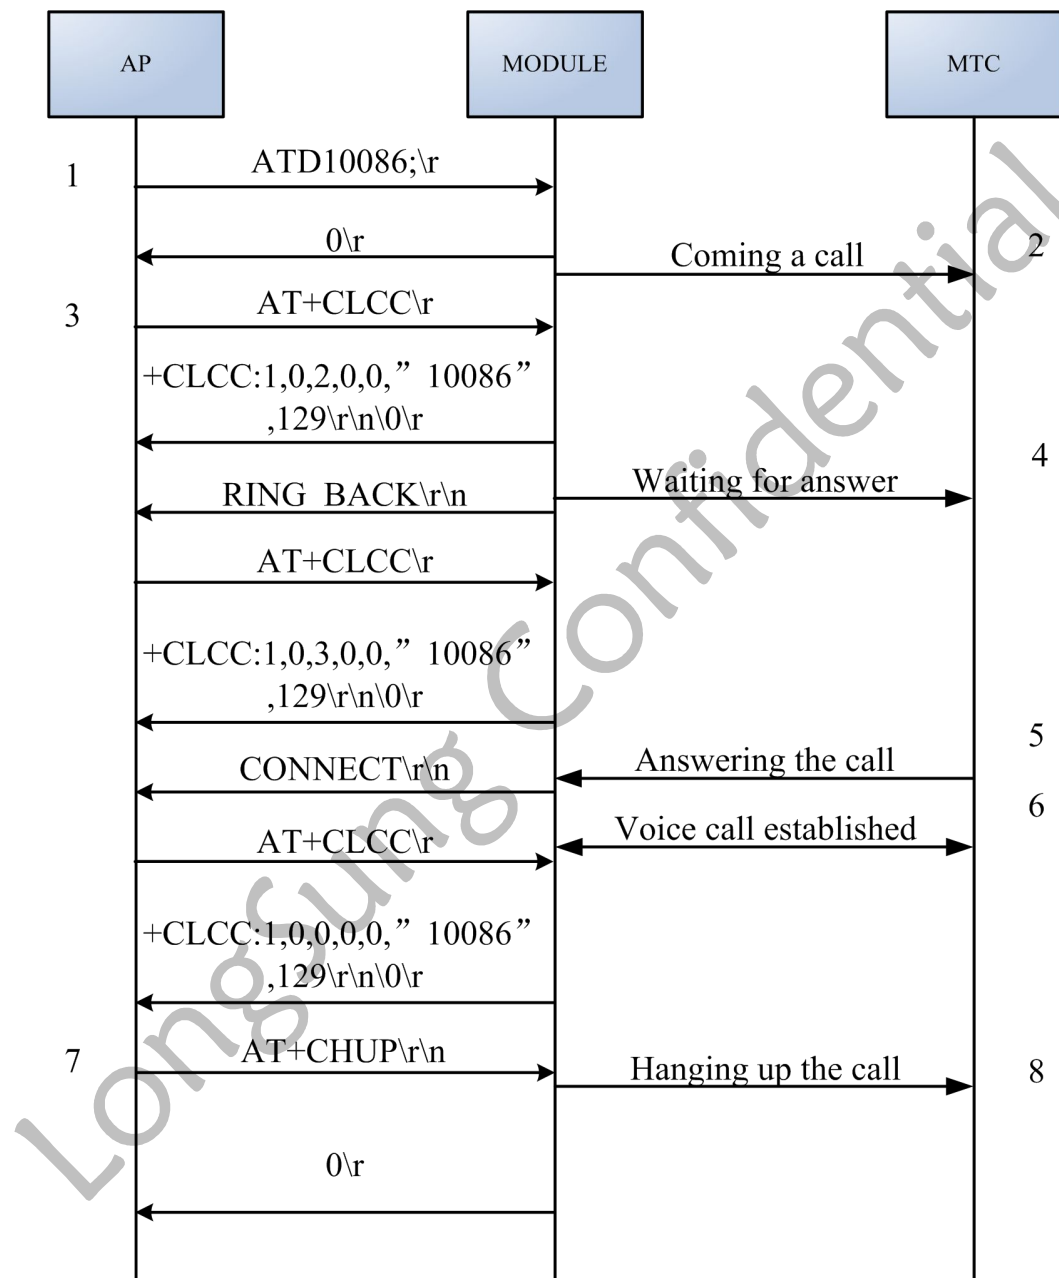 AP
MODULE
MTC
1
ATD10086;\r
0\r
Coming a call
2
3
AT+CLCC\r
+CLCC:1,0,2,0,0,” 10086”
,129\r\n\0\r
4
RING BACK\r\n
Waiting for answer
AT+CLCC\r
+CLCC:1,0,3,0,0,” 10086”
,129\r\n\0\r
5
CONNECT\r\n
Answering the call
6
AT+CLCC\r
Voice call established
+CLCC:1,0,0,0,0,” 10086”
,129\r\n\0\r
7
AT+CHUP\r\n
Hanging up the call
8
0\r
LongSung Confidential